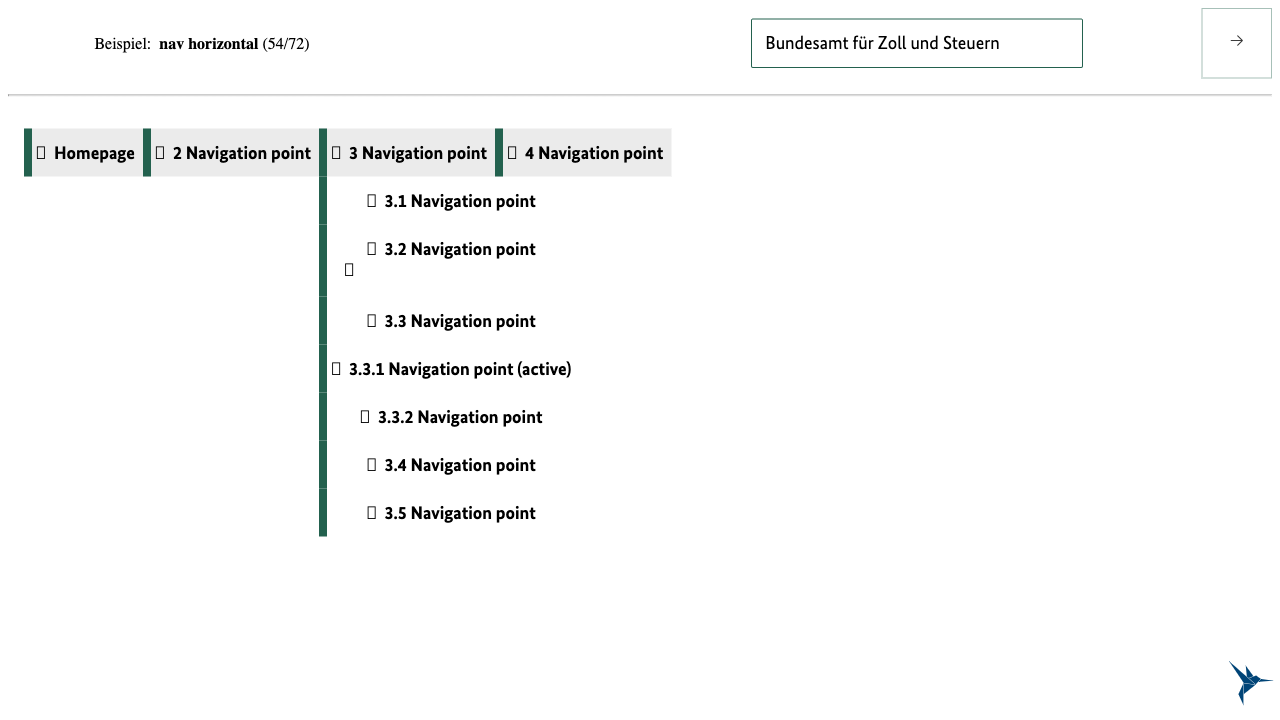 Beispiel: nav horizontal (54/72)
Bundesamt für Zoll und Steuern
Homepage
2 Navigation point
3 Navigation point
4 Navigation point
3.1 Navigation point
3.2 Navigation point
3.3 Navigation point
3.3.1 Navigation point (active)
3.3.2 Navigation point
3.4 Navigation point
3.5 Navigation point